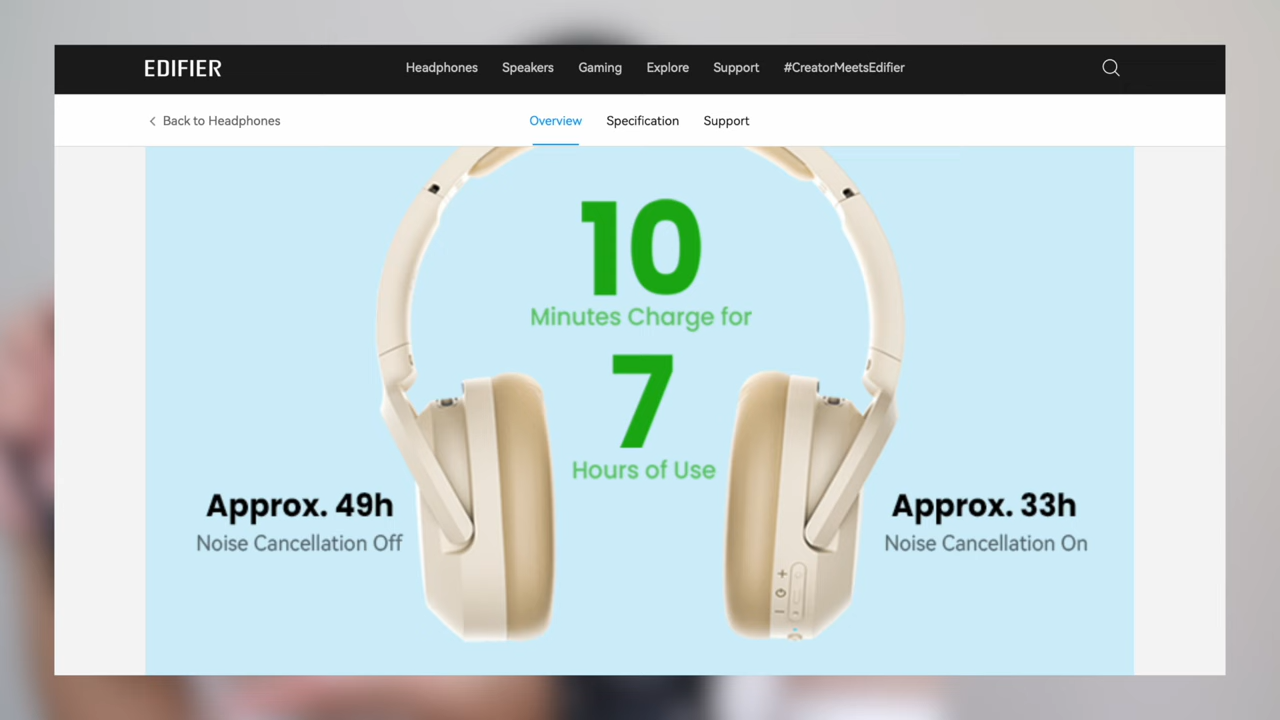 EDIFIER
Headphones Speakers Gaming Explore Support #CreatorMeetsEdifier
Back to Headphones
Overview Specification Support
10
Minutes Charge for
7
Hours of Use
Approx. 49h
Noise Cancellation Off
Approx. 33h
Noise Cancellation On